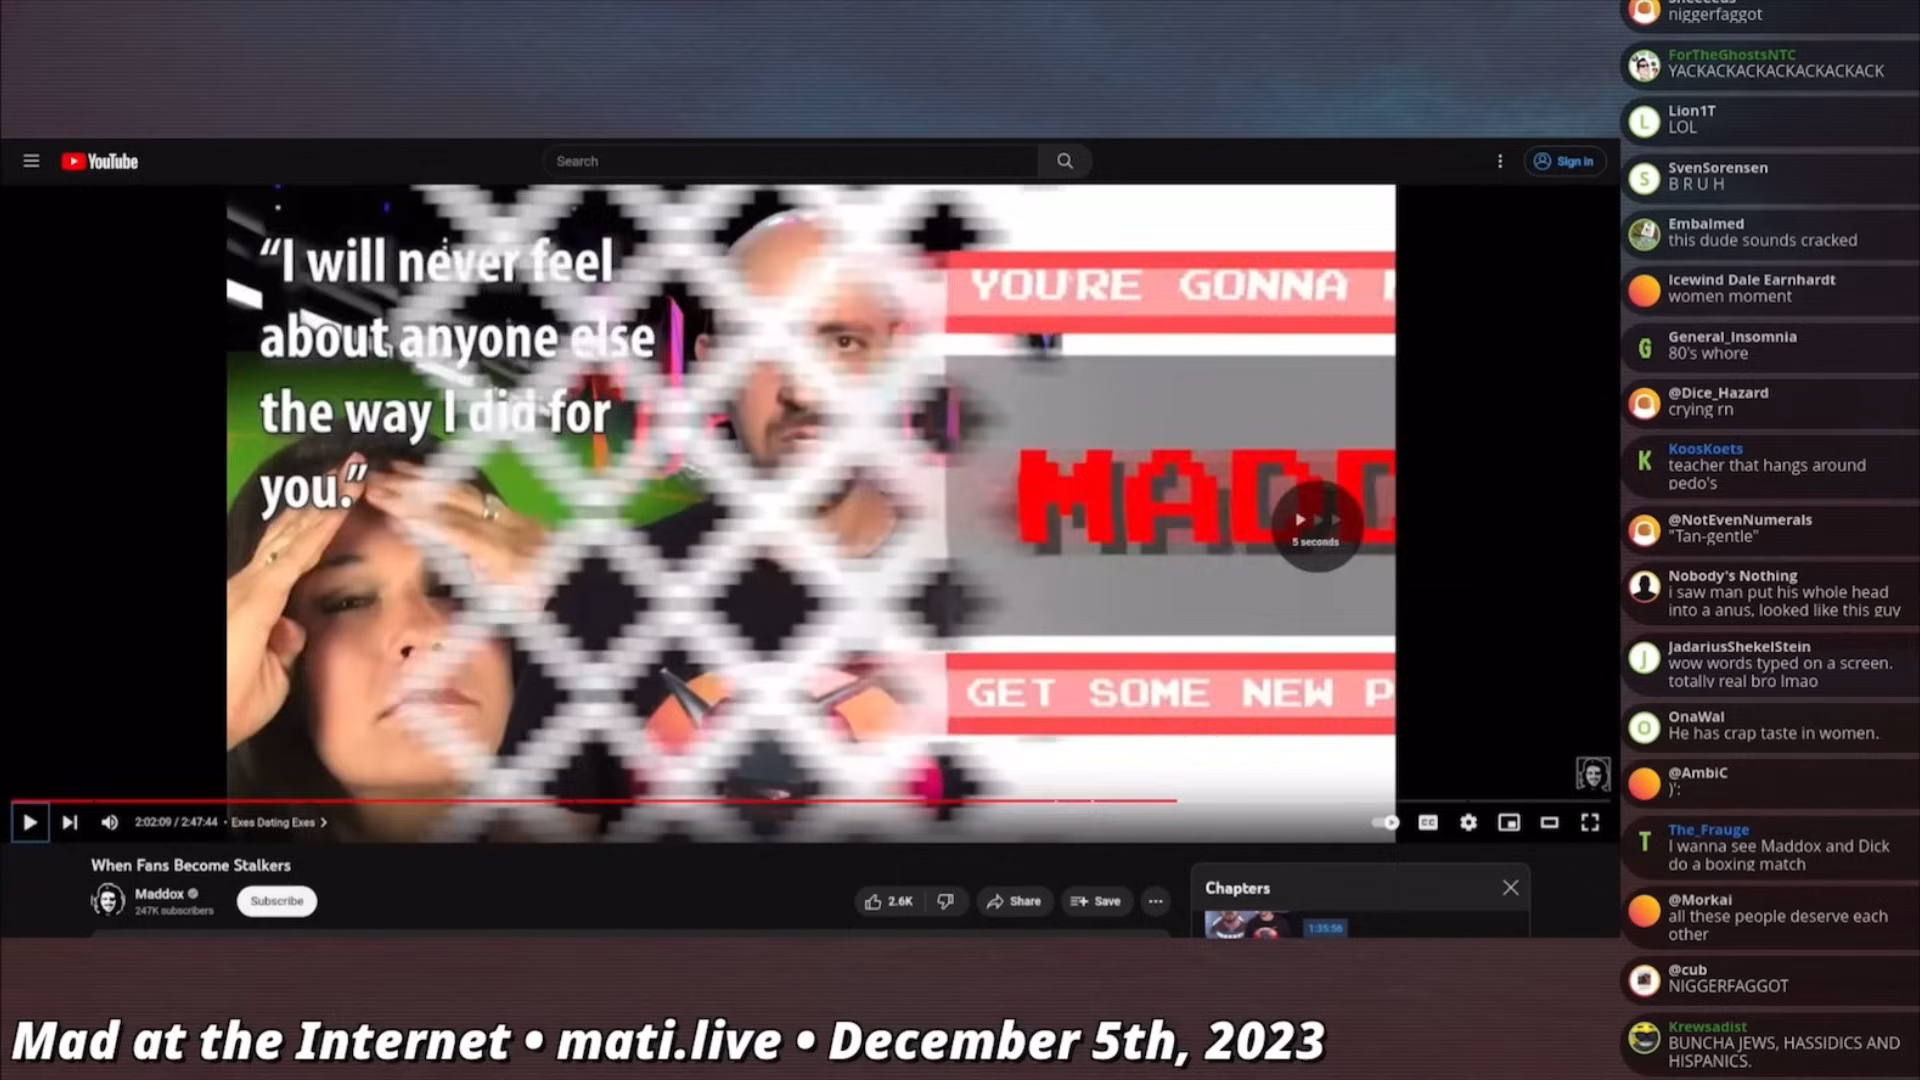 YouTube
Search
Sign in
“I will never feel
about anyone else
the way I did for
you.”
YOU'RE GONNA
MADD
5 seconds
GET SOME NEW P
2:02:09 / 2:47:44 • Exes Dating Exes >
CC
When Fans Become Stalkers
Maddox
247K subscribers
Subscribe
2.6K
Share
Save
Chapters
1:35:56
Mad at the Internet • mati.live • December 5th, 2023
niggerfaggot
ForTheGhostsNTC
YACKACKACKACKACKACKACK
L
Lion1T
LOL
S
SvenSorensen
B R U H
Embalmed
this dude sounds cracked
Icewind Dale Earnhardt
women moment
G
General_Insomnia
80's whore
@Dice_Hazard
crying rn
K
KoosKoets
teacher that hangs around
pedo's
@NotEvenNumerals
"Tan-gentle"
Nobody's Nothing
i saw man put his whole head
into a anus, looked like this guy
J
JadariusShekelStein
wow words typed on a screen.
totally real bro lmao
O
OnaWal
He has crap taste in women.
@AmbiC
)':
T
The_Frauge
I wanna see Maddox and Dick
do a boxing match
@Morkai
all these people deserve each
other
@cub
NIGGERFAGGOT
Krewsadist
BUNCHA JEWS, HASSIDICS AND
HISPANICS.